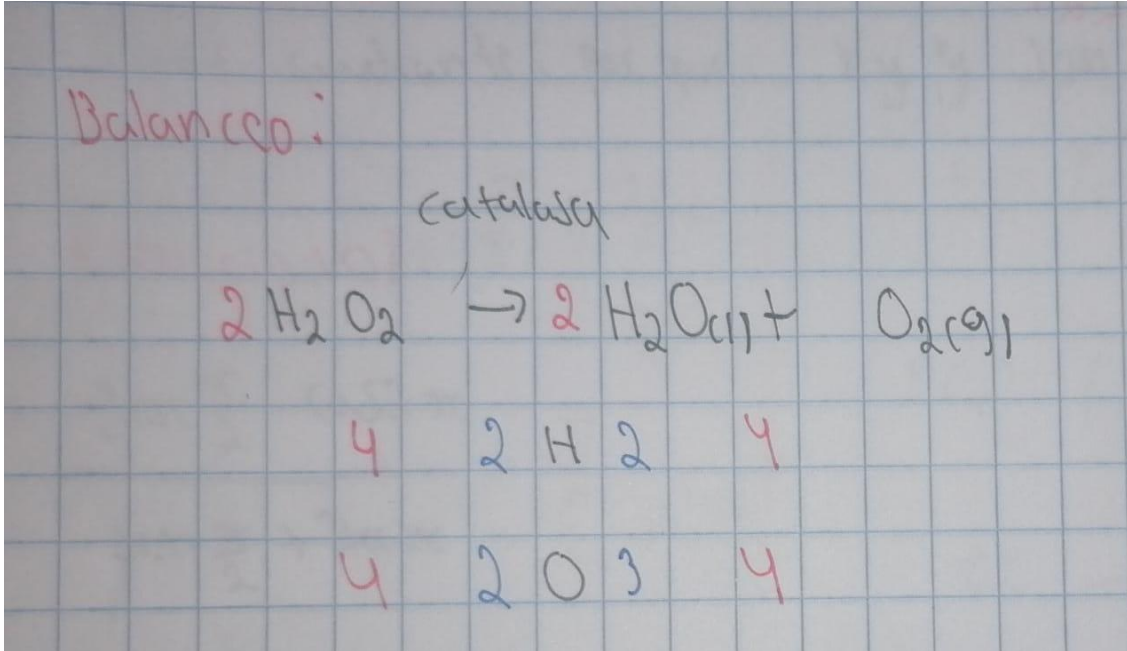 Balanceo:
catalasa
2 H₂ O₂ → 2 H₂O(l) + O₂(g)
4 2 H 2 4
4 2 O 3 4